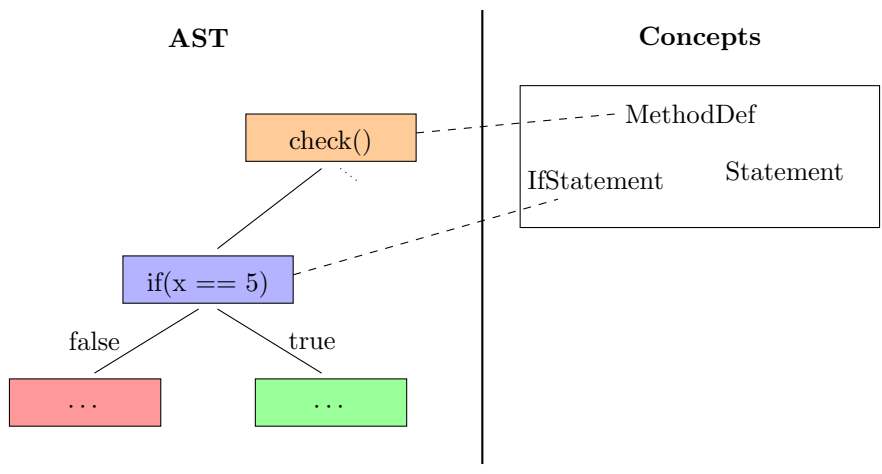 AST
Concepts
check()
MethodDef
IfStatement
Statement
if(x == 5)
false
true
...
...